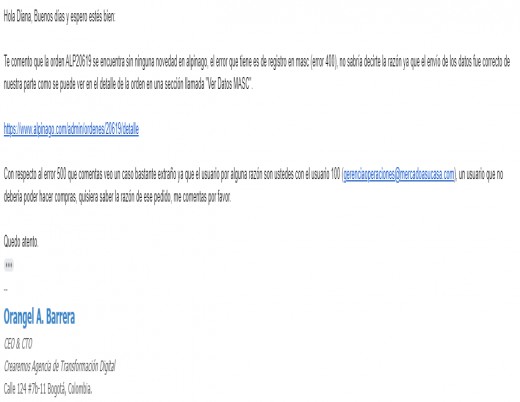 Hola Diana, Buenos días y espero estés bien:
Te comento que la orden ALP20619 se encuentra sin ninguna novedad en alpinago, el error que tiene es de registro en masc (error 400), no sabría decirte la razón ya que el envío de los datos fue correcto de
nuestra parte como se puede ver en el detalle de la orden en una sección llamada "Ver Datos MASC".
https://www.alpinago.com/admin/ordenes/20619/detalle
Con respecto al error 500 que comentas veo un caso bastante extraño ya que el usuario por alguna razón son ustedes con el usuario 100 (gerenciaoperaciones@mercadoasucasa.com), un usuario que no
debería poder hacer compras, quisiera saber la razón de ese pedido, me comentas por favor.
Quedo atento.
•••
--
Orangel A. Barrera
CEO & CTO
Crearemos Agencia de Transformación Digital
Calle 124 #7b-11 Bogotá, Colombia.